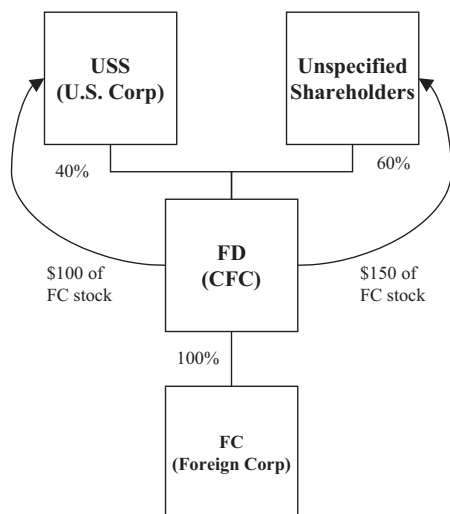 USS
(U.S. Corp)
Unspecified
Shareholders
40%
60%
FD
(CFC)
$100 of
FC stock
$150 of
FC stock
100%
FC
(Foreign Corp)